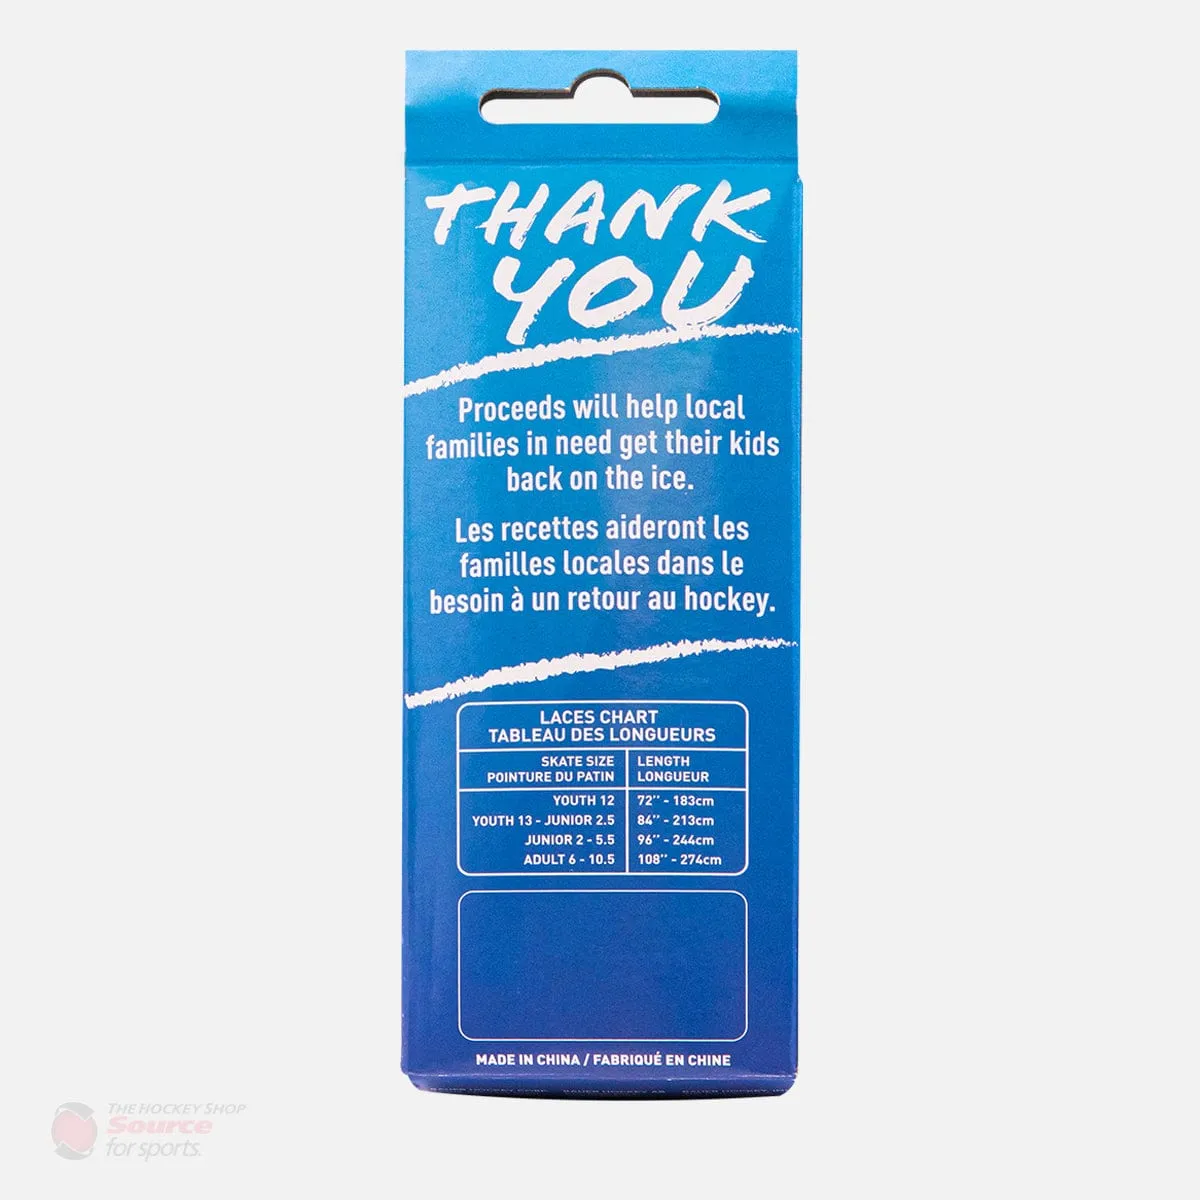 THANK
YOU
Proceeds will help local
families in need get their kids
back on the ice.
Les recettes aideront les
familles locales dans le
besoin à un retour au hockey.
LACES CHART
TABLEAU DES LONGUEURS
SKATE SIZE LENGTH
POINTURE DU PATIN LONGUEUR
YOUTH 12 72'' - 183cm
YOUTH 13 - JUNIOR 2.5 84'' - 213cm
JUNIOR 2 - 5.5 96'' - 244cm
ADULT 6 - 10.5 108'' - 274cm
MADE IN CHINA / FABRIQUÉ EN CHINE
THE HOCKEY SHOP
Source
for sports.